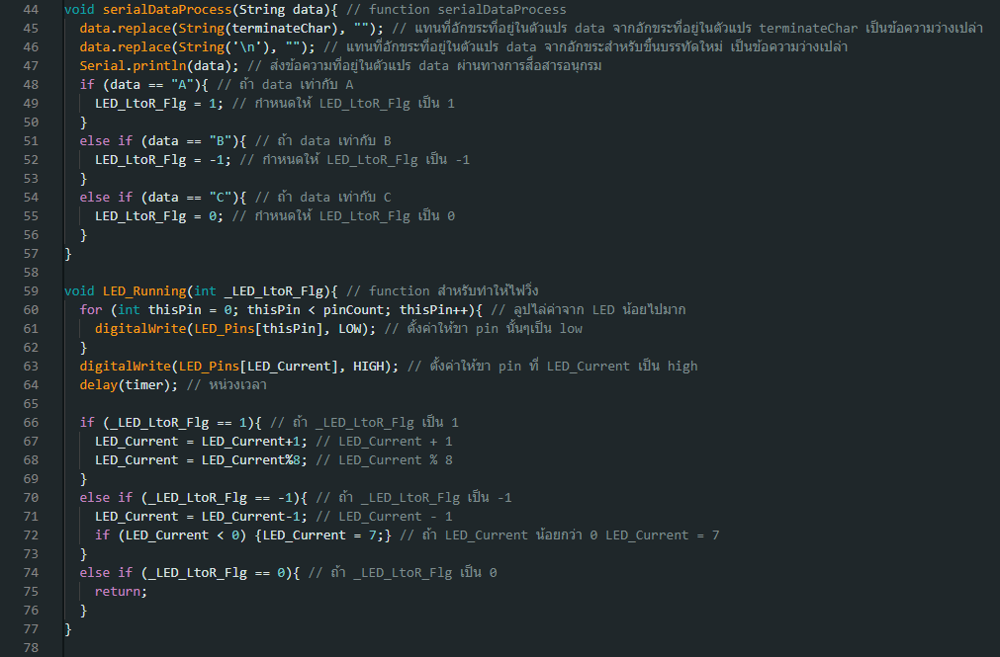 44 void serialDataProcess(String data){ // function serialDataProcess
45 data.replace(String(terminateChar), ""); // แทนที่อักขระที่อยู่ในตัวแปร data จากอักขระที่อยู่ในตัวแปร terminateChar เป็นข้อความว่างเปล่า
46 data.replace(String('\n'), ""); // แทนที่อักขระที่อยู่ในตัวแปร data จากอักขระสำหรับขึ้นบรรทัดใหม่ เป็นข้อความว่างเปล่า
47 Serial.println(data); // ส่งข้อความที่อยู่ในตัวแปร data ผ่านทางการสื่อสารอนุกรม
48 if (data == "A"){ // ถ้า data เท่ากับ A
49 LED_LtoR_Flg = 1; // กำหนดให้ LED_LtoR_Flg เป็น 1
50 }
51 else if (data == "B"){ // ถ้า data เท่ากับ B
52 LED_LtoR_Flg = -1; // กำหนดให้ LED_LtoR_Flg เป็น -1
53 }
54 else if (data == "C"){ // ถ้า data เท่ากับ C
55 LED_LtoR_Flg = 0; // กำหนดให้ LED_LtoR_Flg เป็น 0
56 }
57 }
58
59 void LED_Running(int _LED_LtoR_Flg){ // function สำหรับทำให้ไฟวิ่ง
60 for (int thisPin = 0; thisPin < pinCount; thisPin++){ // ลูปไล่ค่าจาก LED น้อยไปมาก
61 digitalWrite(LED_Pins[thisPin], LOW); // ตั้งค่าให้ขา pin นั้นๆเป็น low
62 }
63 digitalWrite(LED_Pins[LED_Current], HIGH); // ตั้งค่าให้ขา pin ที่ LED_Current เป็น high
64 delay(timer); // หน่วงเวลา
65
66 if (_LED_LtoR_Flg == 1){ // ถ้า _LED_LtoR_Flg เป็น 1
67 LED_Current = LED_Current+1; // LED_Current + 1
68 LED_Current = LED_Current%8; // LED_Current % 8
69 }
70 else if (_LED_LtoR_Flg == -1){ // ถ้า _LED_LtoR_Flg เป็น -1
71 LED_Current = LED_Current-1; // LED_Current - 1
72 if (LED_Current < 0) {LED_Current = 7;} // ถ้า LED_Current น้อยกว่า 0 LED_Current = 7
73 }
74 else if (_LED_LtoR_Flg == 0){ // ถ้า _LED_LtoR_Flg เป็น 0
75 return;
76 }
77 }
78